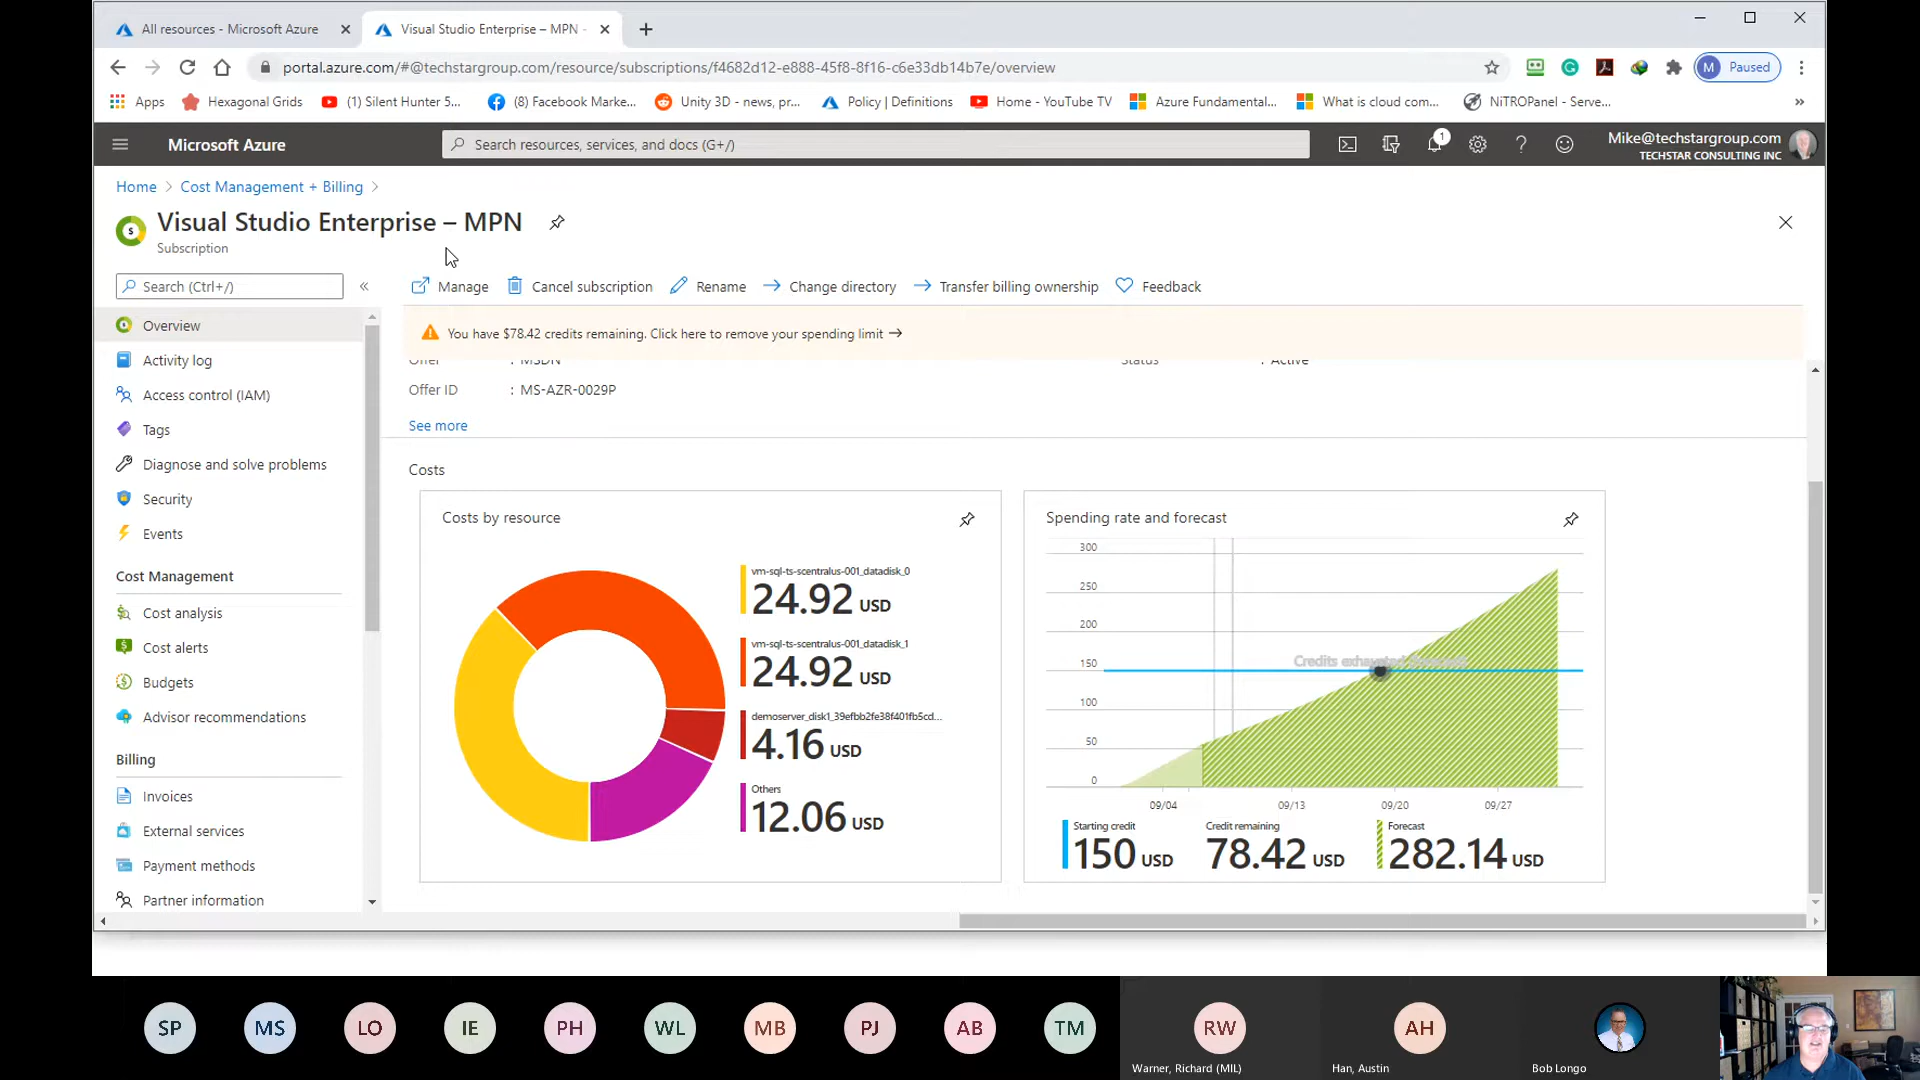 All resources - Microsoft Azure
Visual Studio Enterprise – MPN -
portal.azure.com/#@techstargroup.com/resource/subscriptions/f4682d12-e888-45f8-8f16-c6e33db14b7e/overview
M Paused
Apps
Hexagonal Grids
(1) Silent Hunter 5...
(8) Facebook Marke...
Unity 3D - news, pr...
Policy | Definitions
Home - YouTube TV
Azure Fundamental...
What is cloud com...
NiTROPanel - Serve...
Microsoft Azure
Search resources, services, and docs (G+/)
1
Mike@techstargroup.com
TECHSTAR CONSULTING INC
Home > Cost Management + Billing >
Visual Studio Enterprise – MPN
Subscription
Search (Ctrl+/)
Manage
Cancel subscription
Rename
Change directory
Transfer billing ownership
Feedback
You have $78.42 credits remaining. Click here to remove your spending limit →
Overview
Activity log
Access control (IAM)
Tags
Diagnose and solve problems
Security
Events
Cost Management
Cost analysis
Cost alerts
Budgets
Advisor recommendations
Billing
Invoices
External services
Payment methods
Partner information
Offer : MSDN
Status : Active
Offer ID : MS-AZR-0029P
See more
Costs
Costs by resource
vm-sql-ts-scentralus-001_datadisk_0
24.92 USD
vm-sql-ts-scentralus-001_datadisk_1
24.92 USD
demoserver_disk1_39efbb2fe38f401fb5cd...
4.16 USD
Others
12.06 USD
Spending rate and forecast
300
250
200
150
100
50
0
Credits exhausted
09/04
09/13
09/20
09/27
Starting credit
150 USD
Credit remaining
78.42 USD
Forecast
282.14 USD
SP
MS
LO
IE
PH
WL
MB
PJ
AB
TM
RW
Warner, Richard (MIL)
AH
Han, Austin
Bob Longo